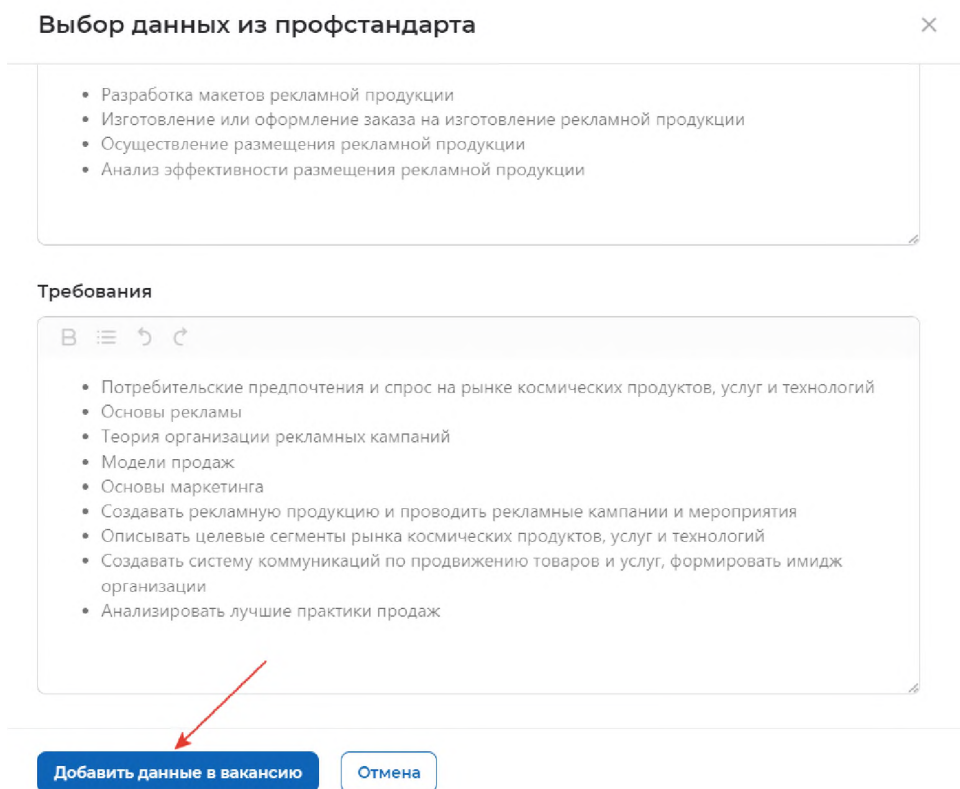 Выбор данных из профстандарта
Разработка макетов рекламной продукции
Изготовление или оформление заказа на изготовление рекламной продукции
Осуществление размещения рекламной продукции
Анализ эффективности размещения рекламной продукции
Требования
B
Потребительские предпочтения и спрос на рынке космических продуктов, услуг и технологий
Основы рекламы
Теория организации рекламных кампаний
Модели продаж
Основы маркетинга
Создавать рекламную продукцию и проводить рекламные кампании и мероприятия
Описывать целевые сегменты рынка космических продуктов, услуг и технологий
Создавать систему коммуникаций по продвижению товаров и услуг, формировать имидж
организации
Анализировать лучшие практики продаж
Добавить данные в вакансию
Отмена